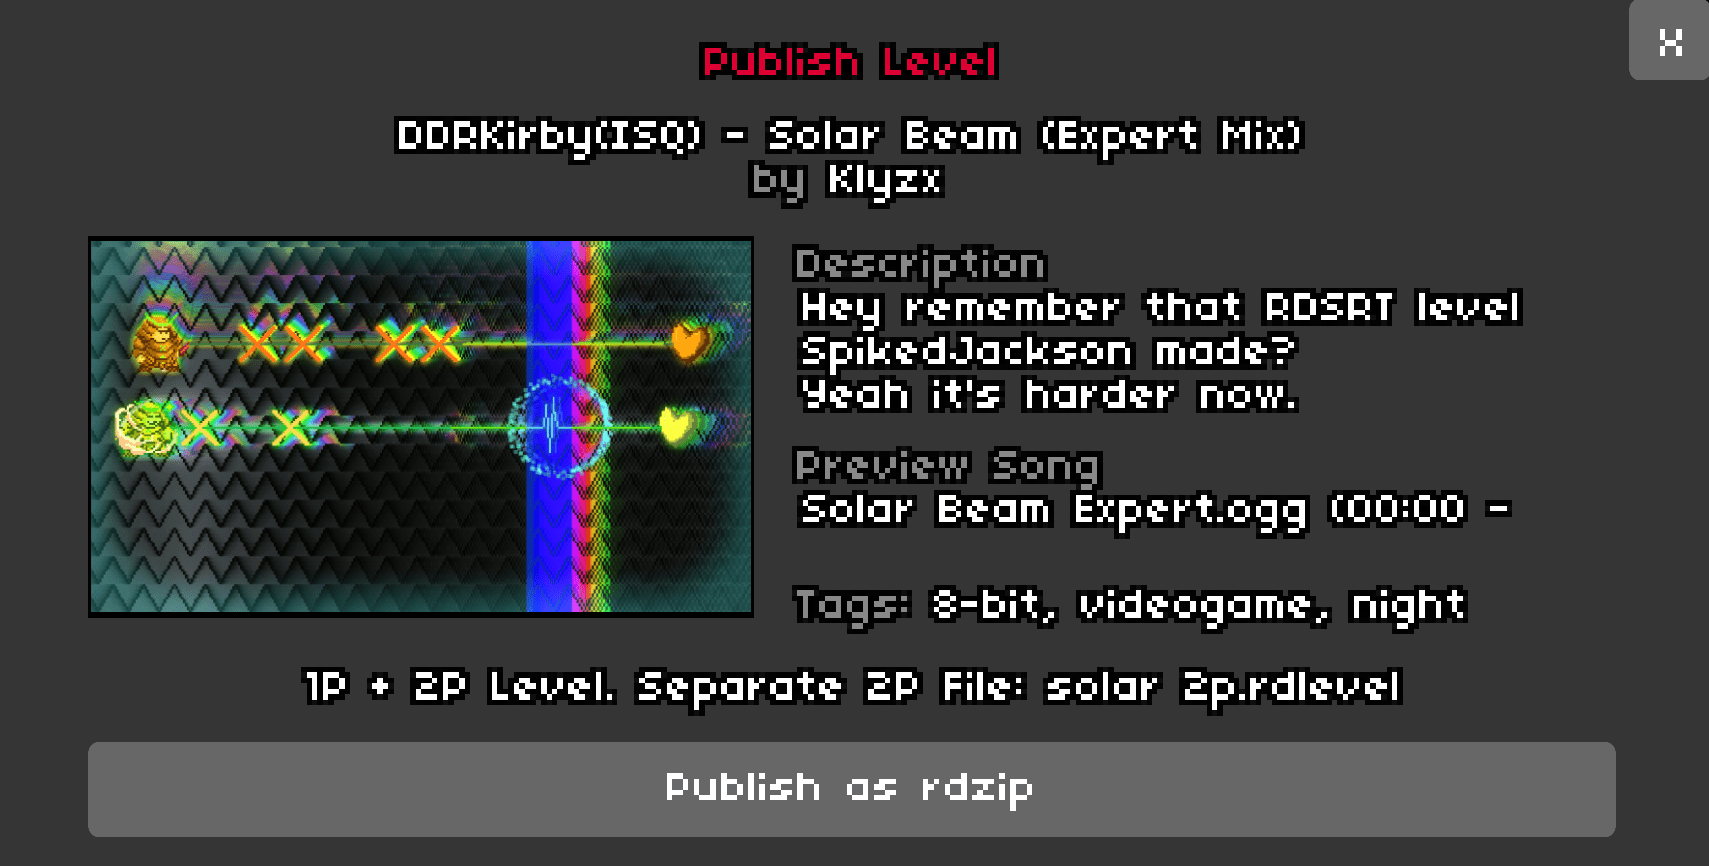 X
Publish Level
DDRKirby(ISQ) - Solar Beam (Expert Mix)
by Klyzx
Description
Hey remember that RDSRT level
SpikedJackson made?
Yeah it's harder now.
Preview Song
Solar Beam Expert.ogg (00:00 -
Tags: 8-bit, videogame, night
1P + 2P Level. Separate 2P File: solar 2p.rdlevel
Publish as rdzip